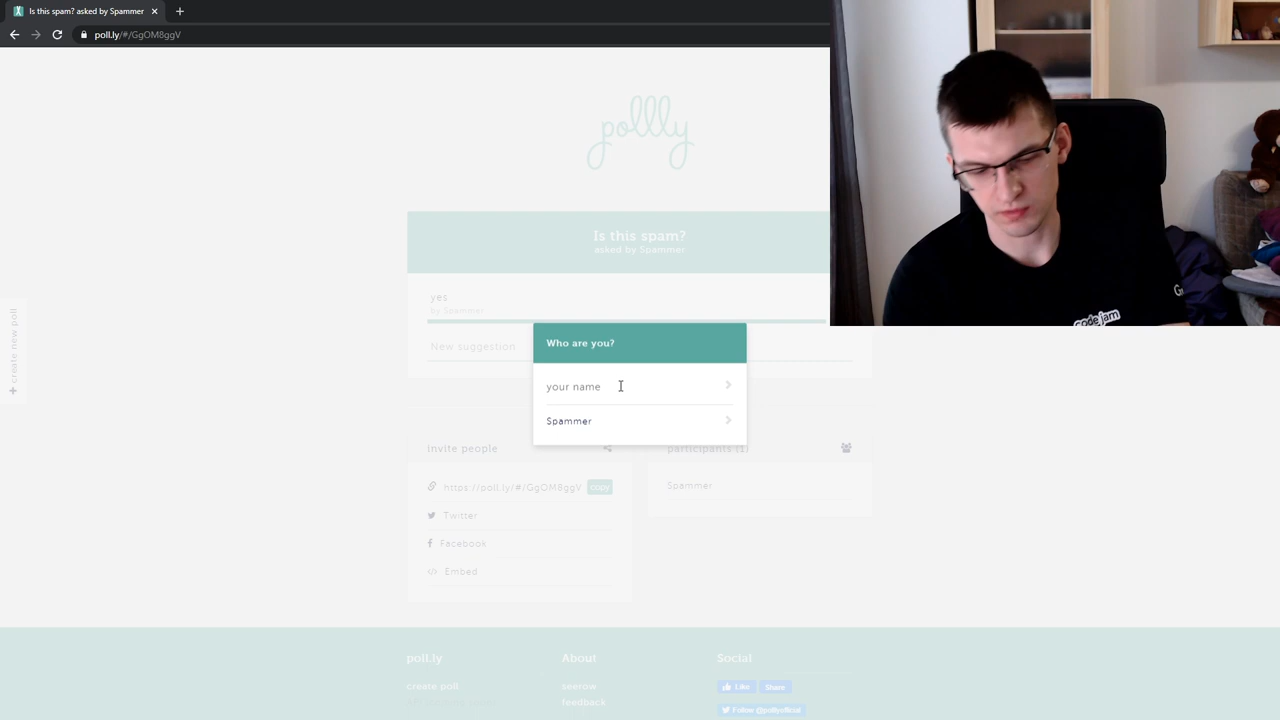 Is this spam? asked by Spammer
poll.ly/#/GgOM8ggV
pollly
Is this spam?
asked by Spammer
yes
by Spammer
New suggestion
+ create new poll
Who are you?
your name
Spammer
Invite people
https://poll.ly/#/GgOM8ggV copy
Twitter
Facebook
Embed
participants (1)
Spammer
poll.ly
create poll
About
seerow
feedback
Social
Like Share
Follow @pollyofficial
code jam
G